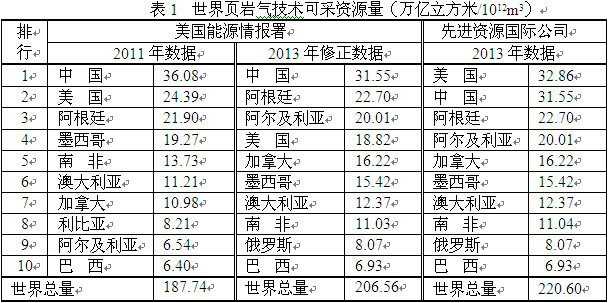 表 1 世界页岩气技术可采资源量（万亿立方米/10¹²m³）
排行 美国能源情报署 先进资源国际公司
2011 年数据 2013 年修正数据 2013 年数据
1 中 国 36.08 中 国 31.55 美 国 32.86
2 美 国 24.39 阿根廷 22.70 中 国 31.55
3 阿根廷 21.90 阿尔及利亚 20.01 阿根廷 22.70
4 墨西哥 19.27 美 国 18.82 阿尔及利亚 20.01
5 南 非 13.73 加拿大 16.22 加拿大 16.22
6 澳大利亚 11.21 墨西哥 15.42 墨西哥 15.42
7 加拿大 10.98 澳大利亚 12.37 澳大利亚 12.37
8 利比亚 8.21 南 非 11.03 南 非 11.04
9 阿尔及利亚 6.54 俄罗斯 8.07 俄罗斯 8.07
10 巴 西 6.40 巴 西 6.93 巴 西 6.93
世界总量 187.74 世界总量 206.56 世界总量 220.60